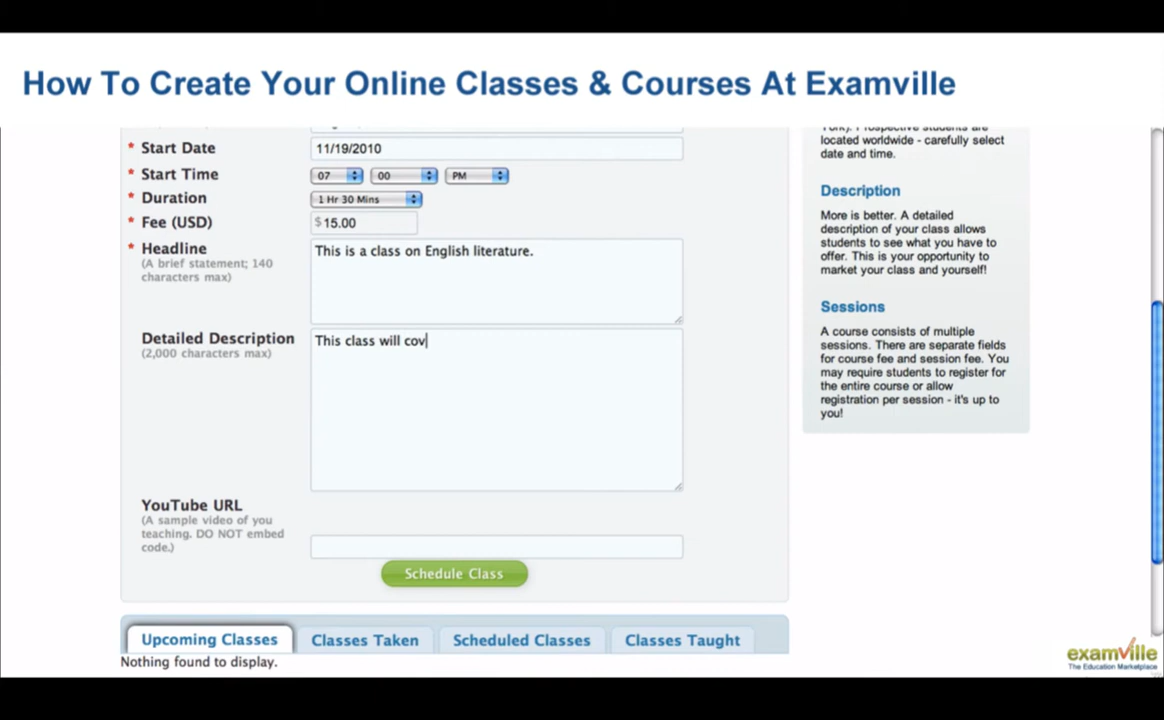 How To Create Your Online Classes & Courses At Examville
* Start Date 11/19/2010
* Start Time 07 00 PM
* Duration 1 Hr 30 Mins
* Fee (USD) $15.00
* Headline
(A brief statement; 140
characters max)
This is a class on English literature.
Detailed Description
(2,000 characters max)
This class will cov
YouTube URL
(A sample video of you
teaching. DO NOT embed
code.)
Schedule Class
Upcoming Classes Classes Taken Scheduled Classes Classes Taught
Nothing found to display.
York). Prospective students are
located worldwide - carefully select
date and time.
Description
More is better. A detailed
description of your class allows
students to see what you have to
offer. This is your opportunity to
market your class and yourself!
Sessions
A course consists of multiple
sessions. There are separate fields
for course fee and session fee. You
may require students to register for
the entire course or allow
registration per session - it's up to
you!
examville
The Education Marketplace